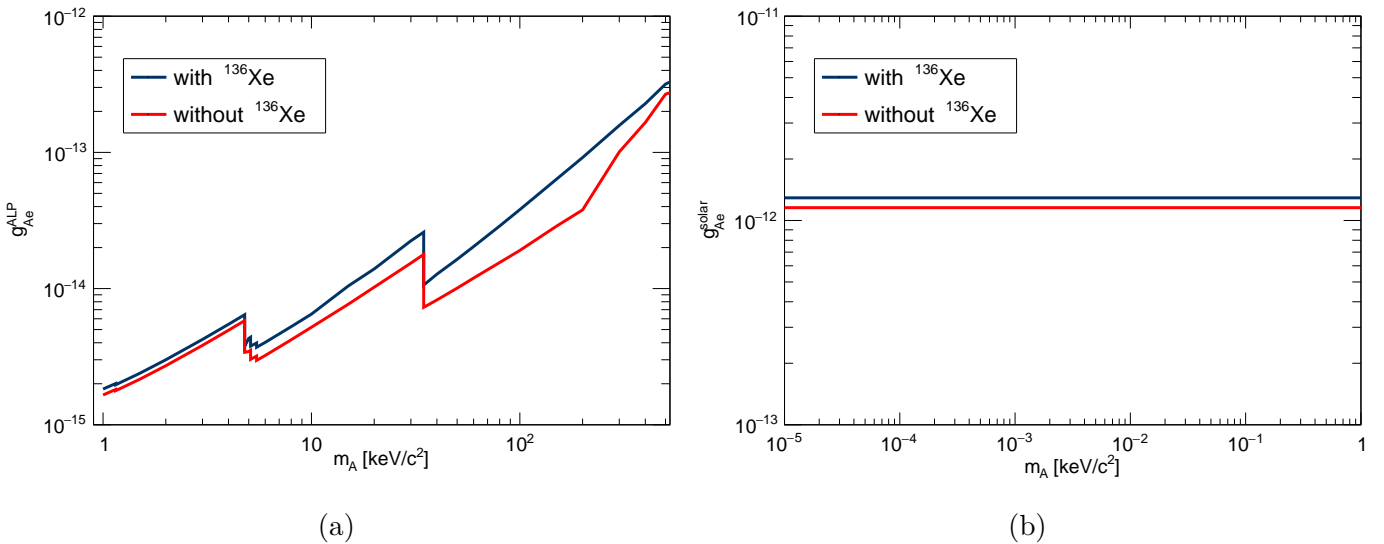 10⁻¹²
10⁻¹³
10⁻¹⁴
10⁻¹⁵
g_Ae^ALP
with ¹³⁶Xe
without ¹³⁶Xe
1 10 10²
m_A [keV/c²]
(a)
10⁻¹¹
10⁻¹²
10⁻¹³
g_Ae^solar
with ¹³⁶Xe
without ¹³⁶Xe
10⁻⁵ 10⁻⁴ 10⁻³ 10⁻² 10⁻¹ 1
m_A [keV/c²]
(b)